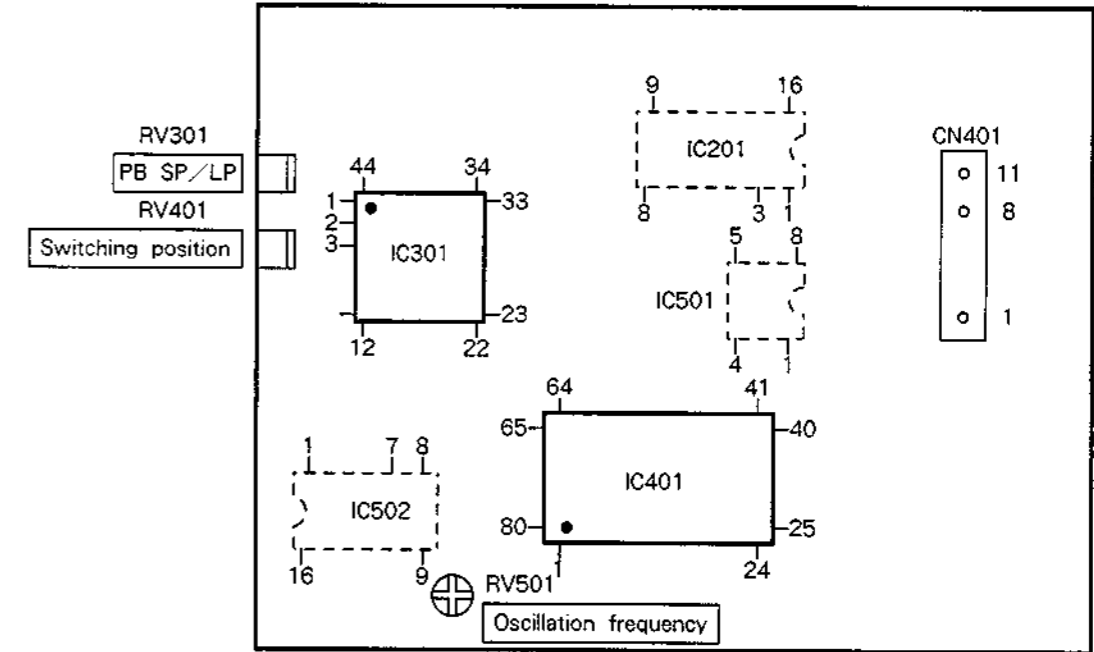 9 16
RV301
IC201
CN401
PB SP/LP
44 34
11
1 33
8 3 1
8
RV401
2
3
Switching position
IC301
5 8
IC501
23
1
12 22
4 1
64 41
65 40
1 7 8
IC401
IC502
80 25
16 9
1 24
RV501
Oscillation frequency